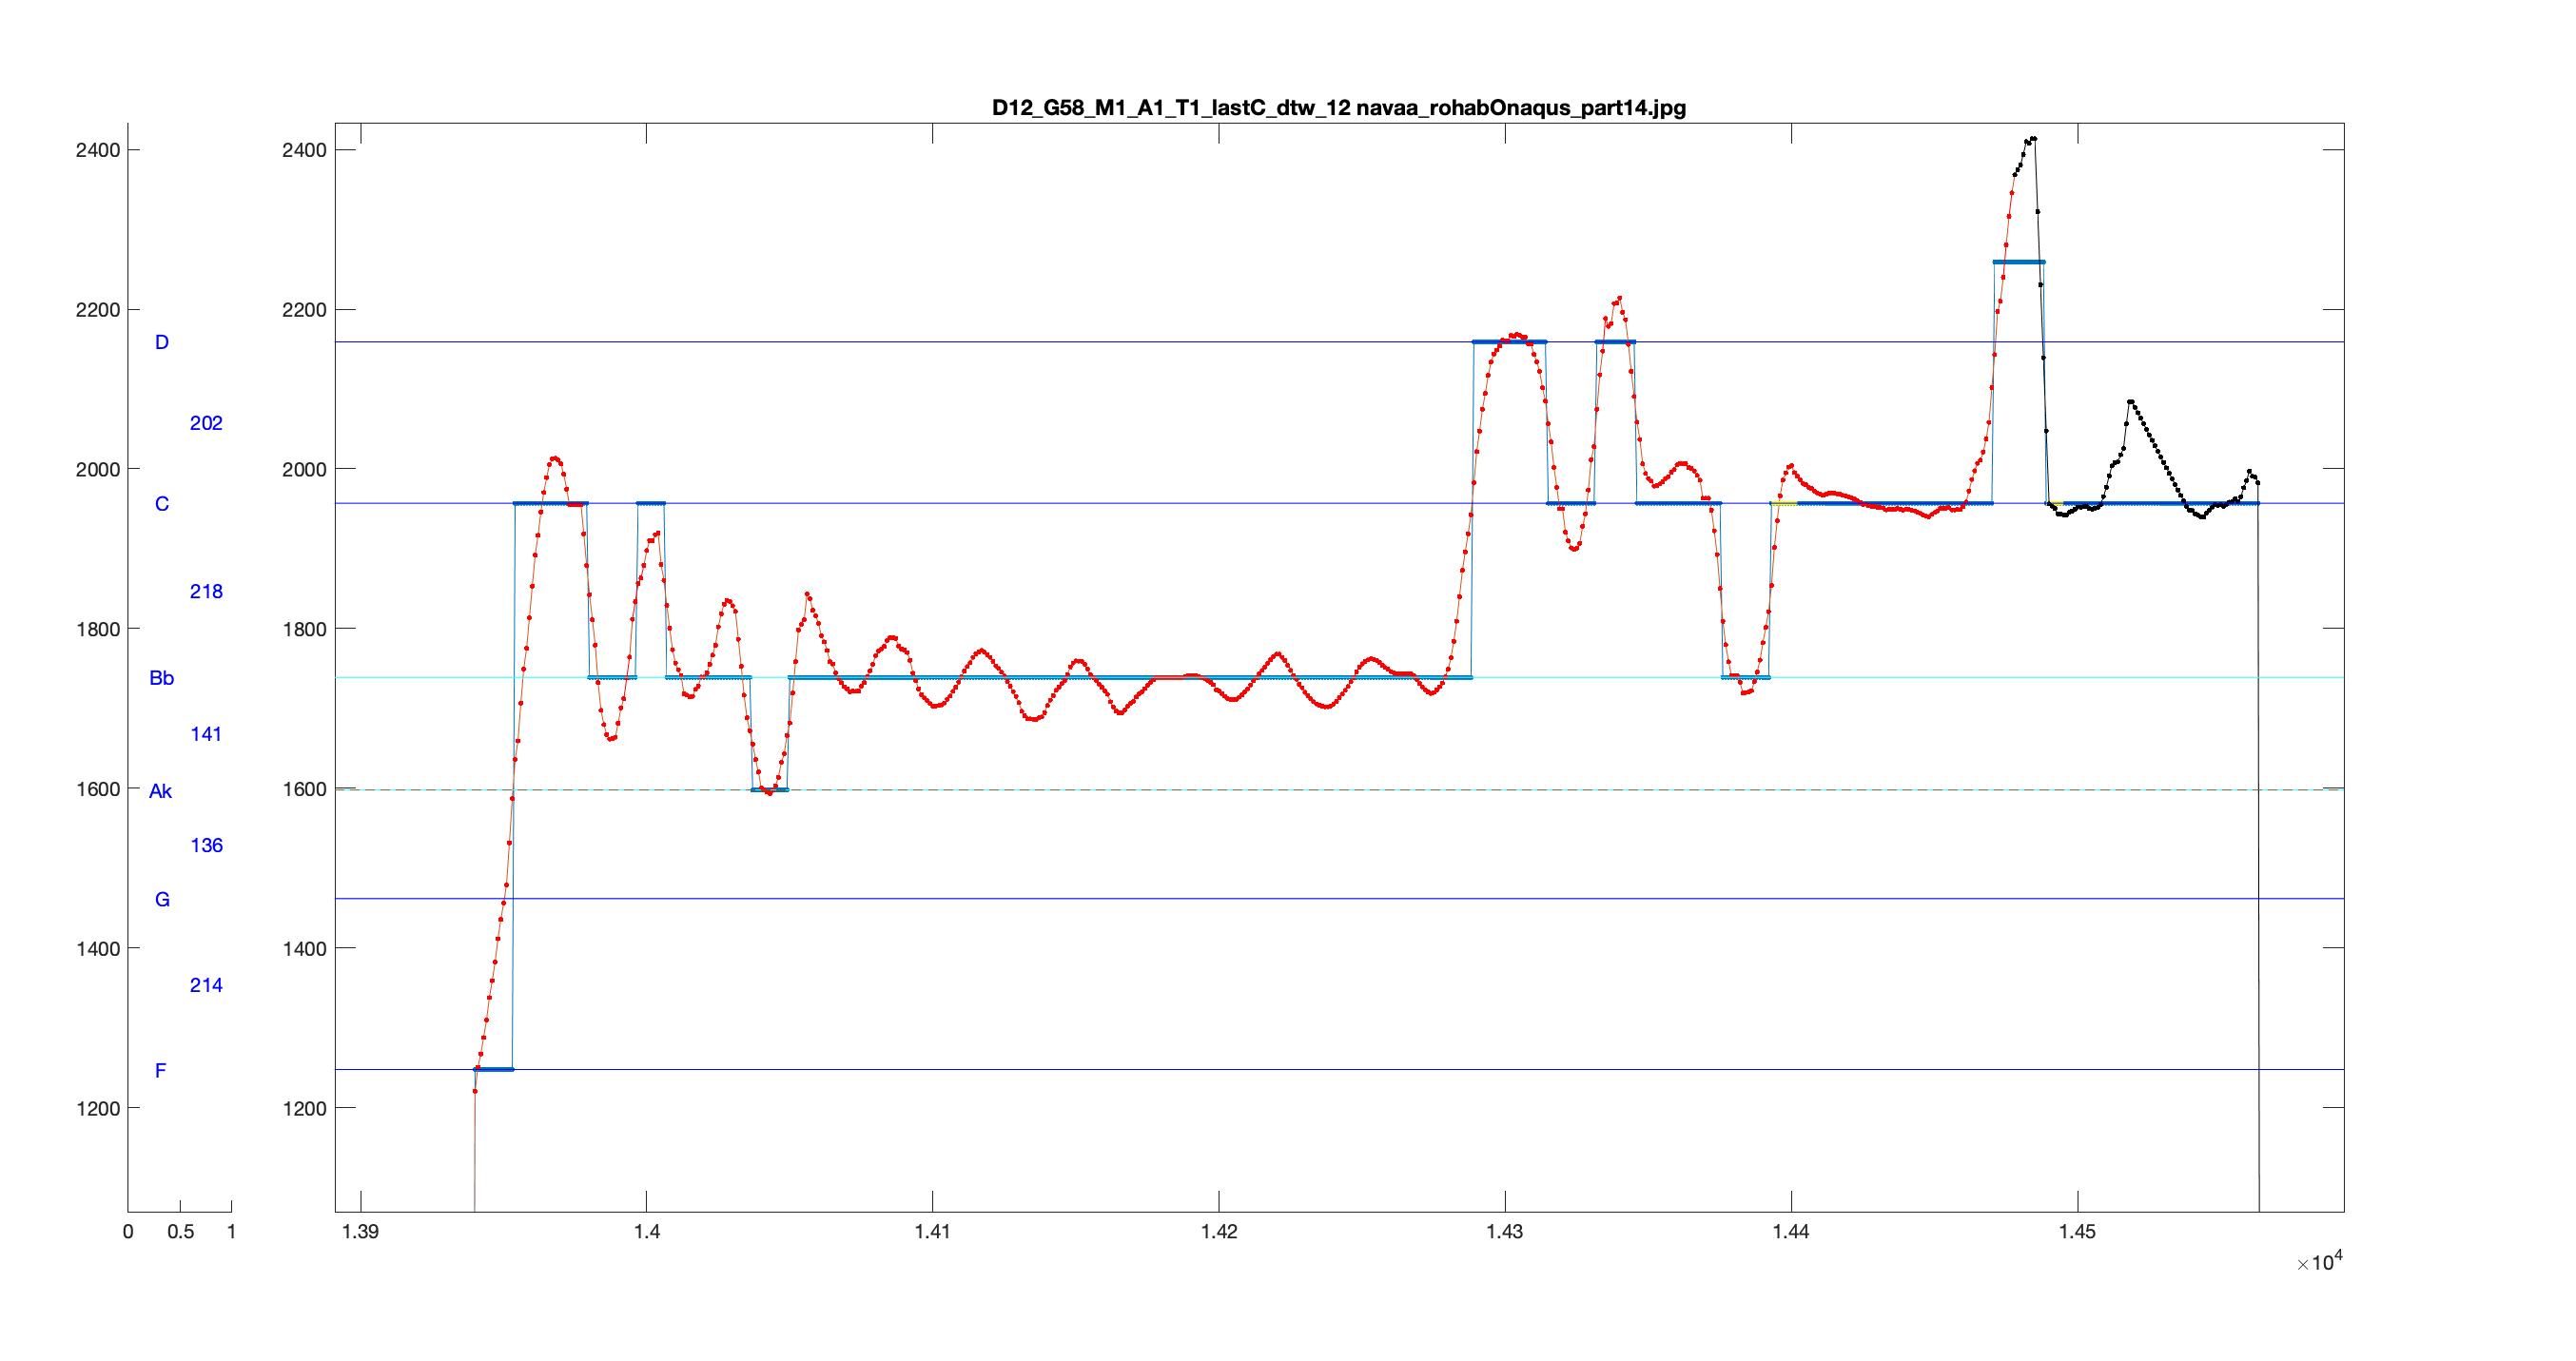 D12_G58_M1_A1_T1_lastC_dtw_12 navaa_rohabOnaqus_part14.jpg
2400 2400
2200 2200
D
202
2000 2000
C
218
1800 1800
Bb
141
1600 Ak 1600
136
G
1400 1400
214
F
1200 1200
0 0.5 1 1.39 1.4 1.41 1.42 1.43 1.44 1.45
×10⁴